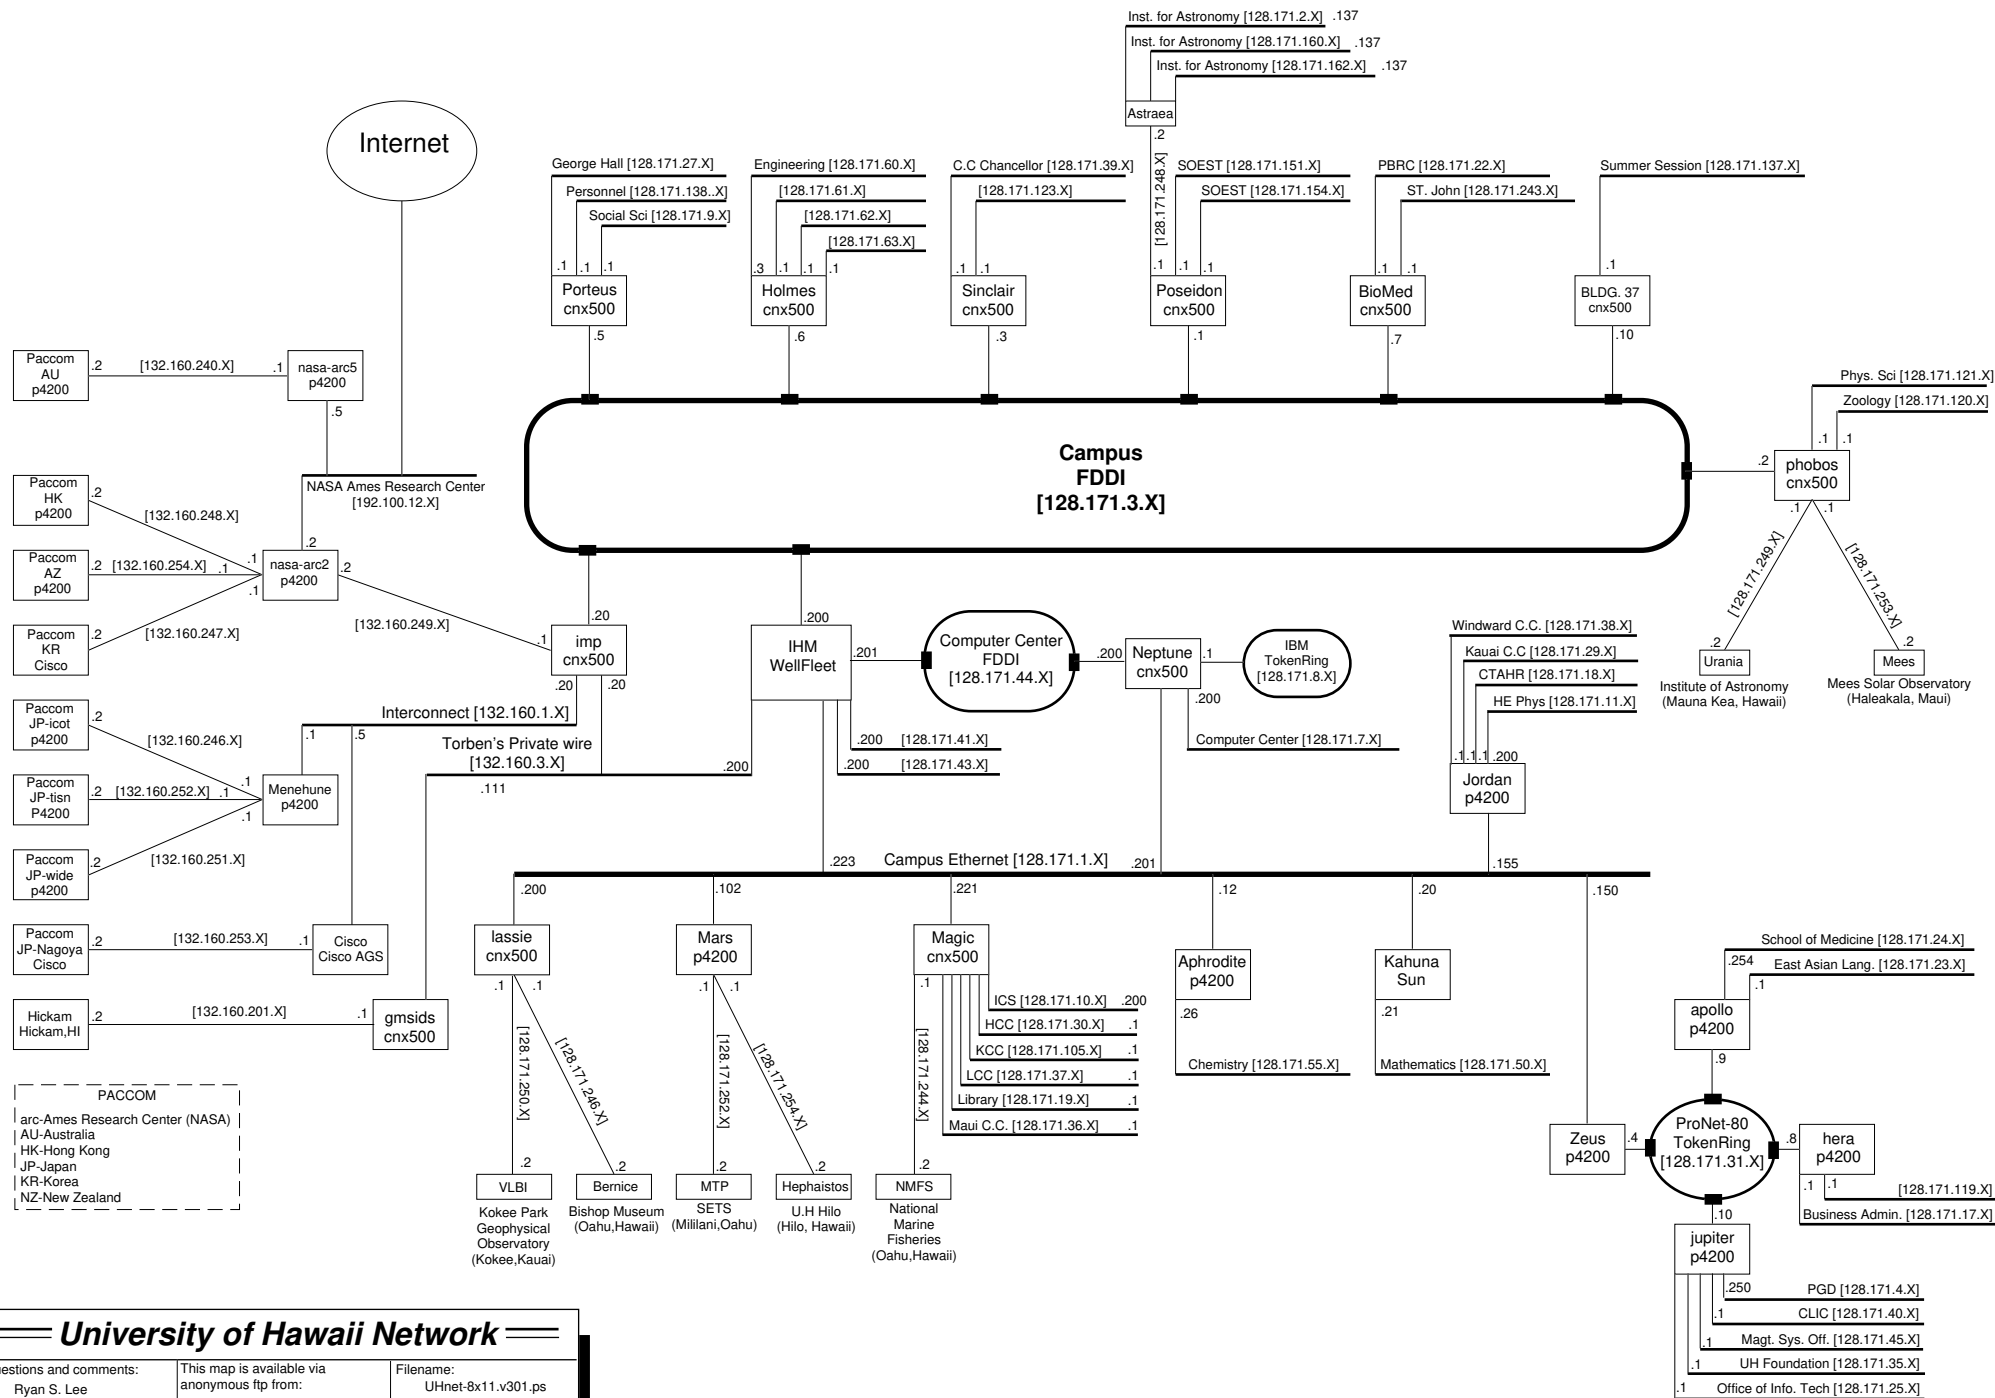 Inst. for Astronomy [128.171.2.X] .137
Inst. for Astronomy [128.171.160.X] .137
Inst. for Astronomy [128.171.162.X] .137
Astraea
.2
[128.171.248.X]
Internet
George Hall [128.171.27.X]
Personnel [128.171.138..X]
Social Sci [128.171.9.X]
.1 .1 .1
Porteus
cnx500
.5
Engineering [128.171.60.X]
[128.171.61.X]
[128.171.62.X]
[128.171.63.X]
.3 .1 .1 .1
Holmes
cnx500
.6
C.C Chancellor [128.171.39.X]
[128.171.123.X]
.1 .1
Sinclair
cnx500
.3
SOEST [128.171.151.X]
SOEST [128.171.154.X]
.1 .1 .1
Poseidon
cnx500
.1
PBRC [128.171.22.X]
ST. John [128.171.243.X]
.1 .1
BioMed
cnx500
.7
Summer Session [128.171.137.X]
.1
BLDG. 37
cnx500
.10
Paccom
AU
p4200
.2 [132.160.240.X] .1
nasa-arc5
p4200
.5
NASA Ames Research Center
[192.100.12.X]
Campus
FDDI
[128.171.3.X]
Phys. Sci [128.171.121.X]
Zoology [128.171.120.X]
.1 .1
.2
phobos
cnx500
.1 .1
[128.171.249.X]
[128.171.253.X]
.2
Urania
Institute of Astronomy
(Mauna Kea, Hawaii)
.2
Mees
Mees Solar Observatory
(Haleakala, Maui)
Paccom
HK
p4200
.2
[132.160.248.X]
.1
Paccom
AZ
p4200
.2 [132.160.254.X] .1
Paccom
KR
Cisco
.2
[132.160.247.X]
.1
.2
nasa-arc2
p4200
.2
[132.160.249.X]
.1
.20
imp
cnx500
.20 .20
.200
IHM
WellFleet
.201
Computer Center
FDDI
[128.171.44.X]
.200
Neptune
cnx500
.1
IBM
TokenRing
[128.171.8.X]
.200
Computer Center [128.171.7.X]
Windward C.C. [128.171.38.X]
Kauai C.C [128.171.29.X]
CTAHR [128.171.18.X]
HE Phys [128.171.11.X]
.1 .1 .1 .200
Jordan
p4200
.155
Interconnect [132.160.1.X]
.1 .5
Torben's Private wire
[132.160.3.X]
.200
.111
.200 [128.171.41.X]
.200 [128.171.43.X]
Paccom
JP-icot
p4200
.2
[132.160.246.X]
.1
Paccom
JP-tisn
P4200
.2 [132.160.252.X] .1
Menehune
p4200
Paccom
JP-wide
p4200
.2
[132.160.251.X]
.1
Paccom
JP-Nagoya
Cisco
.2 [132.160.253.X] .1
Cisco
Cisco AGS
Hickam
Hickam,HI
.2 [132.160.201.X] .1
gmsids
cnx500
.223 Campus Ethernet [128.171.1.X] .201
.200
lassie
cnx500
.1 .1
[128.171.250.X]
[128.171.246.X]
.2
VLBI
Kokee Park
Geophysical
Observatory
(Kokee,Kauai)
.2
Bernice
Bishop Museum
(Oahu,Hawaii)
.102
Mars
p4200
.1 .1
[128.171.252.X]
[128.171.254.X]
.2
MTP
SETS
(Mililani,Oahu)
.2
Hephaistos
U.H Hilo
(Hilo, Hawaii)
.221
Magic
cnx500
.1
[128.171.244.X]
ICS [128.171.10.X] .200
HCC [128.171.30.X] .1
KCC [128.171.105.X] .1
LCC [128.171.37.X] .1
Library [128.171.19.X] .1
Maui C.C. [128.171.36.X] .1
.2
NMFS
National
Marine
Fisheries
(Oahu,Hawaii)
.12
Aphrodite
p4200
.26
Chemistry [128.171.55.X]
.20
Kahuna
Sun
.21
Mathematics [128.171.50.X]
.150
Zeus
p4200
.4
School of Medicine [128.171.24.X]
.254
East Asian Lang. [128.171.23.X]
.1
apollo
p4200
.9
ProNet-80
TokenRing
[128.171.31.X]
.8
hera
p4200
.1 .1
[128.171.119.X]
Business Admin. [128.171.17.X]
.10
jupiter
p4200
.250 PGD [128.171.4.X]
.1 CLIC [128.171.40.X]
.1 Magt. Sys. Off. [128.171.45.X]
.1 UH Foundation [128.171.35.X]
.1 Office of Info. Tech [128.171.25.X]
PACCOM
arc-Ames Research Center (NASA)
AU-Australia
HK-Hong Kong
JP-Japan
KR-Korea
NZ-New Zealand
University of Hawaii Network
estions and comments:
Ryan S. Lee
This map is available via
anonymous ftp from:
Filename:
UHnet-8x11.v301.ps